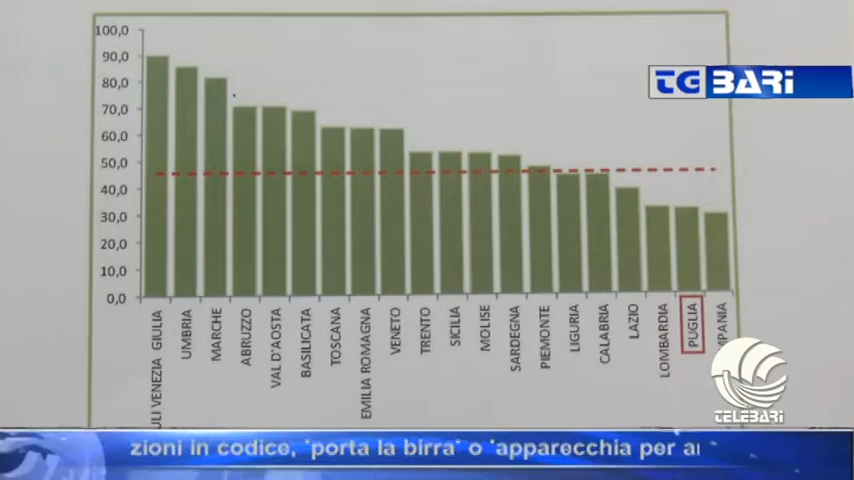 100,0
90,0
80,0
70,0
60,0
50,0
40,0
30,0
20,0
10,0
0,0
ULI VENEZIA GIULIA
UMBRIA
MARCHE
ABRUZZO
VAL D'AOSTA
BASILICATA
TOSCANA
EMILIA ROMAGNA
VENETO
TRENTO
SICILIA
MOLISE
SARDEGNA
PIEMONTE
LIGURIA
CALABRIA
LAZIO
LOMBARDIA
PUGLIA
MPANIA
TG BARI
TELEBARI
zioni in codice, 'porta la birra' o 'apparecchia per